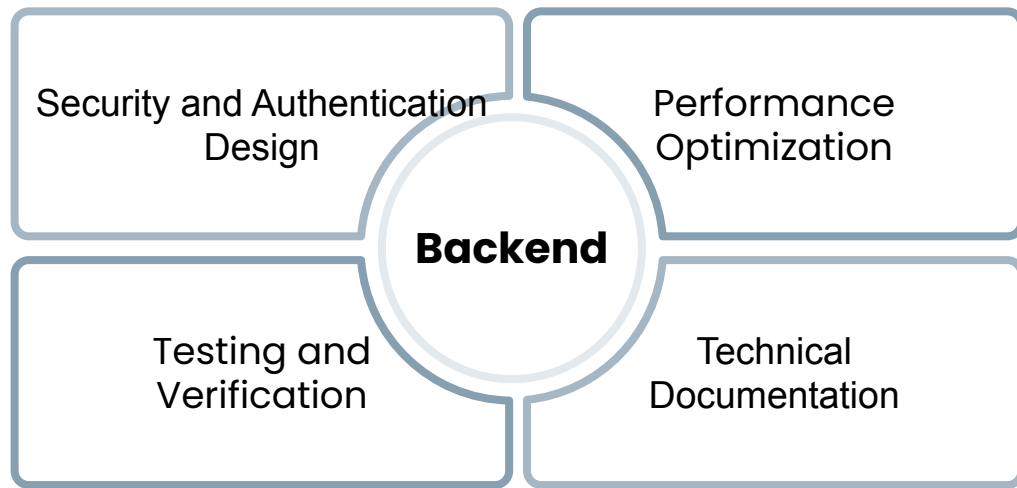 Security and Authentication
Design
Performance
Optimization
Backend
Testing and
Verification
Technical
Documentation